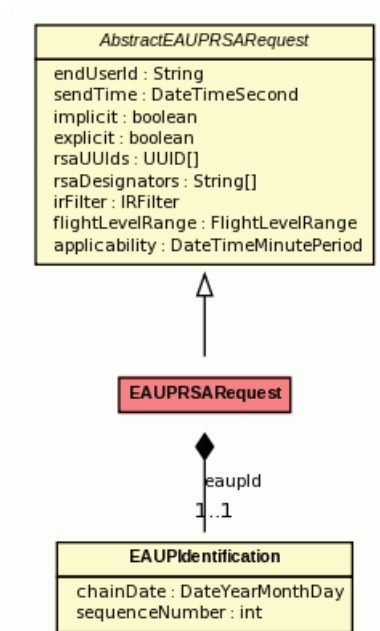 AbstractEAUPRSARequest
endUserId : String
sendTime : DateTimeSecond
implicit : boolean
explicit : boolean
rsaUUIds : UUID[]
rsaDesignators : String[]
irFilter : IRFilter
flightLevelRange : FlightLevelRange
applicability : DateTimeMinutePeriod
EAUPRSARequest
eaupId
1..1
EAUPIdentification
chainDate : DateYearMonthDay
sequenceNumber : int